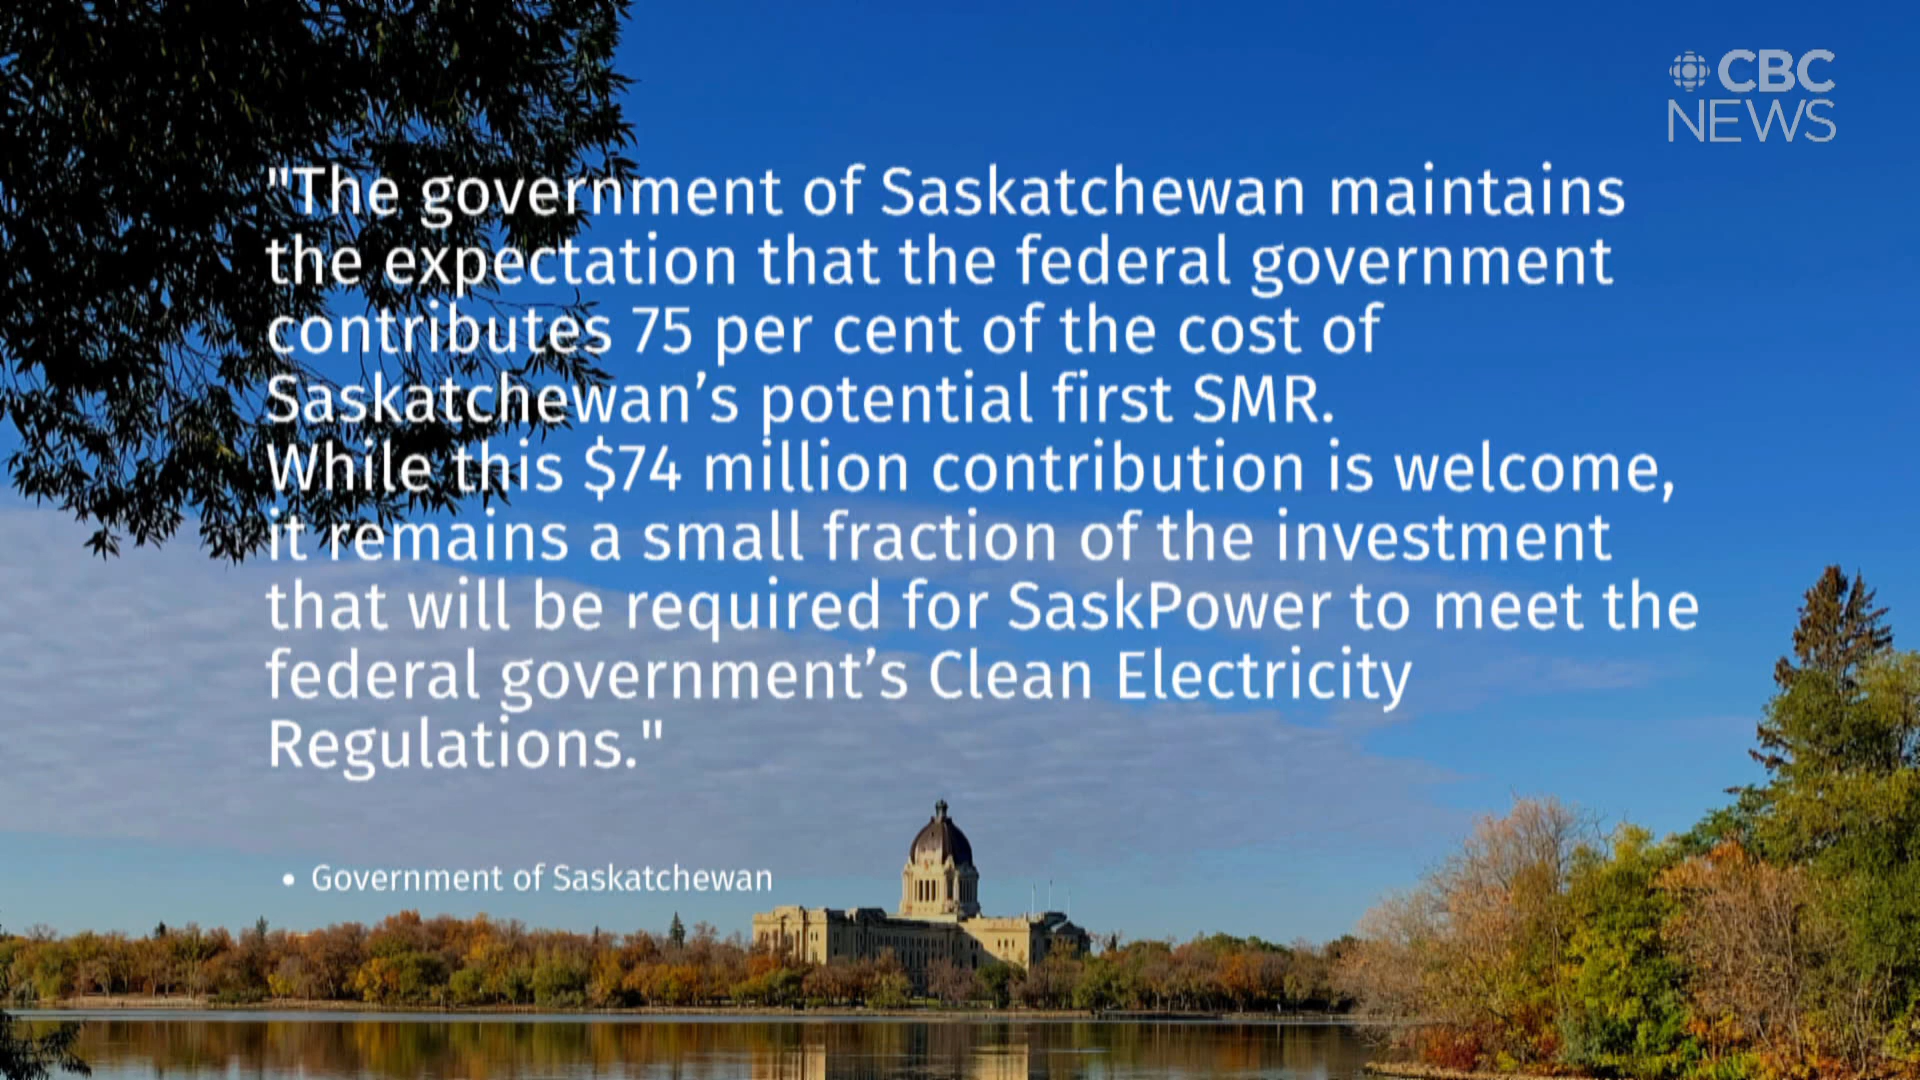 CBC
NEWS
"The government of Saskatchewan maintains
the expectation that the federal government
contributes 75 per cent of the cost of
Saskatchewan’s potential first SMR.
While this $74 million contribution is welcome,
it remains a small fraction of the investment
that will be required for SaskPower to meet the
federal government’s Clean Electricity
Regulations."
• Government of Saskatchewan